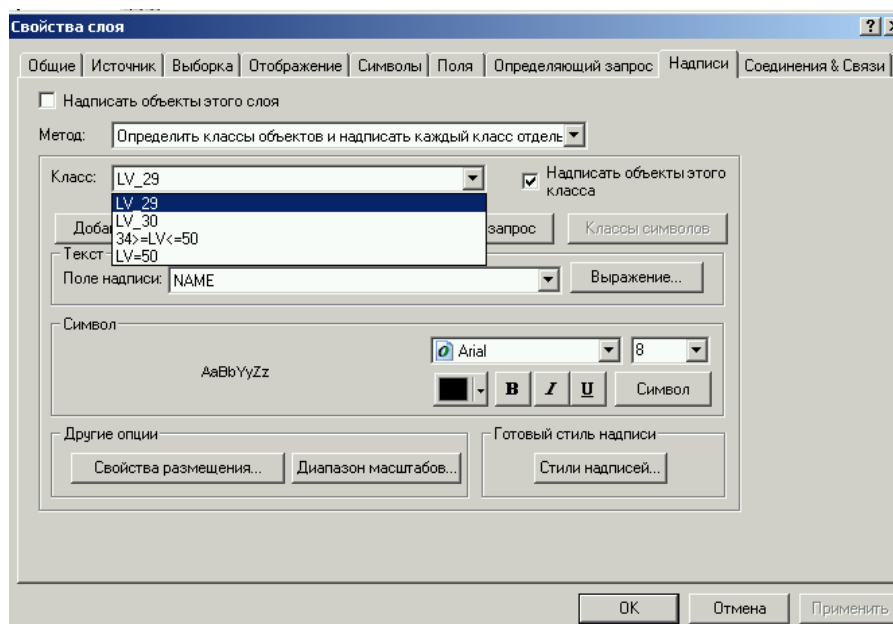 Свойства слоя
Общие Источник Выборка Отображение Символы Поля Определяющий запрос Надписи Соединения & Связи
Надписать объекты этого слоя
Метод: Определить классы объектов и надписать каждый класс отдель
Класс: LV_29
Надписать объекты этого класса
LV_29
LV_30
34>=LV<=50
LV=50
Доба
запрос
Классы символов
Текст
Поле надписи: NAME
Выражение...
Символ
AaBbYyZz
Arial 8
B I U Символ
Другие опции
Готовый стиль надписи
Свойства размещения... Диапазон масштабов... Стили надписей...
OK Отмена Применить